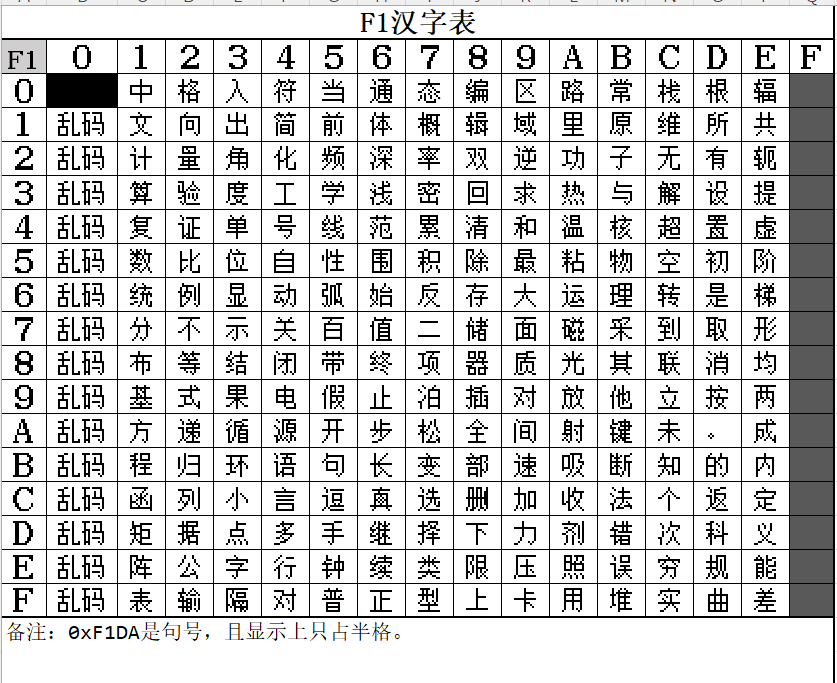 F1汉字表
F1 0 1 2 3 4 5 6 7 8 9 A B C D E F
0 中 格 入 符 当 通 态 编 区 路 常 栈 根 辐
1 乱码 文 向 出 简 前 体 概 辑 域 里 原 维 所 共
2 乱码 计 量 角 化 频 深 率 双 逆 功 子 无 有 轭
3 乱码 算 验 度 工 学 浅 密 回 求 热 与 解 设 提
4 乱码 复 证 单 号 线 范 累 清 和 温 核 超 置 虚
5 乱码 数 比 位 自 性 围 积 除 最 粘 物 空 初 阶
6 乱码 统 例 显 动 弧 始 反 存 大 运 理 转 是 梯
7 乱码 分 不 示 关 百 值 二 储 面 磁 采 到 取 形
8 乱码 布 等 结 闭 带 终 项 器 质 光 其 联 消 均
9 乱码 基 式 果 电 假 止 泊 插 对 放 他 立 按 两
A 乱码 方 递 循 源 开 步 松 全 间 射 键 未 。 成
B 乱码 程 归 环 语 句 长 变 部 速 吸 断 知 的 内
C 乱码 函 列 小 言 逗 真 选 删 加 收 法 个 返 定
D 乱码 矩 据 点 多 手 继 择 下 力 剂 错 次 科 义
E 乱码 阵 公 字 行 钟 续 类 限 压 照 误 穷 规 能
F 乱码 表 输 隔 对 普 正 型 上 卡 用 堆 实 曲 差
备注：0xF1DA是句号，且显示上只占半格。